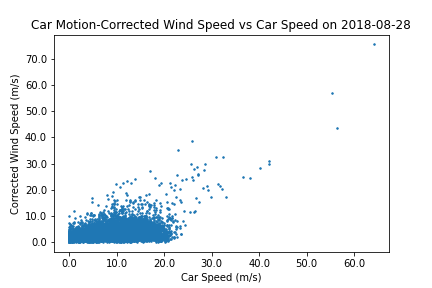 Car Motion-Corrected Wind Speed vs Car Speed on 2018-08-28
Corrected Wind Speed (m/s)
70.0
60.0
50.0
40.0
30.0
20.0
10.0
0.0
0.0 10.0 20.0 30.0 40.0 50.0 60.0
Car Speed (m/s)